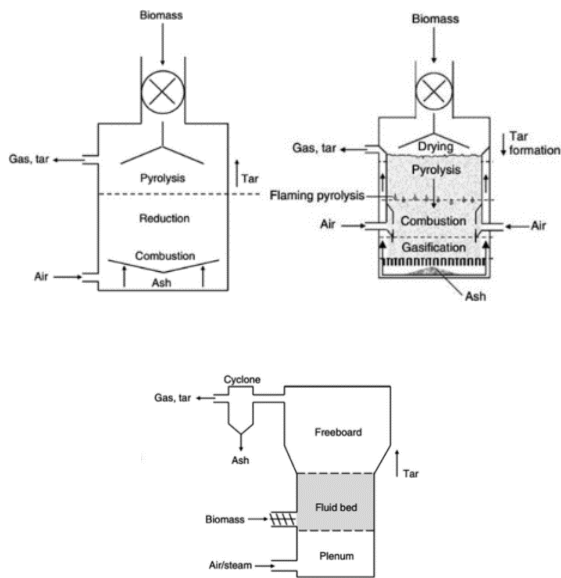 Biomass
Gas, tar
Pyrolysis
Tar
Reduction
Combustion
Air
Ash
Biomass
Drying
Tar
formation
Gas, tar
Pyrolysis
Flaming pyrolysis
Air
Combustion
Air
Gasification
Ash
Cyclone
Gas, tar
Freeboard
Ash
Tar
Fluid bed
Biomass
Plenum
Air/steam